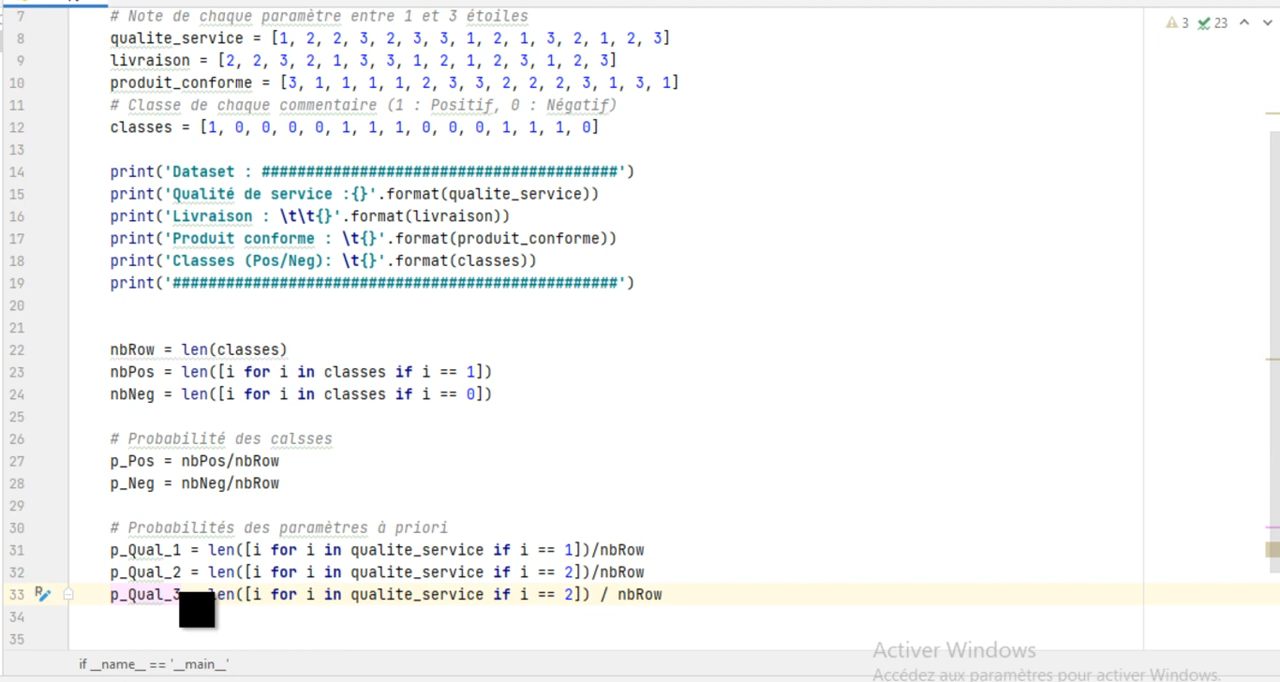 7 # Note de chaque paramètre entre 1 et 3 étoiles
8 qualite_service = [1, 2, 2, 3, 2, 3, 3, 1, 2, 1, 3, 2, 1, 2, 3]
9 livraison = [2, 2, 3, 2, 1, 3, 3, 1, 2, 1, 2, 3, 1, 2, 3]
10 produit_conforme = [3, 1, 1, 1, 1, 2, 3, 3, 2, 2, 2, 3, 1, 3, 1]
11 # Classe de chaque commentaire (1 : Positif, 0 : Négatif)
12 classes = [1, 0, 0, 0, 0, 1, 1, 1, 0, 0, 0, 1, 1, 1, 0]
13
14 print('Dataset : ########################################')
15 print('Qualité de service :{}'.format(qualite_service))
16 print('Livraison : \t\t{}'.format(livraison))
17 print('Produit conforme : \t{}'.format(produit_conforme))
18 print('Classes (Pos/Neg): \t{}'.format(classes))
19 print('##################################################')
20
21
22 nbRow = len(classes)
23 nbPos = len([i for i in classes if i == 1])
24 nbNeg = len([i for i in classes if i == 0])
25
26 # Probabilité des calsses
27 p_Pos = nbPos/nbRow
28 p_Neg = nbNeg/nbRow
29
30 # Probabilités des paramètres à priori
31 p_Qual_1 = len([i for i in qualite_service if i == 1])/nbRow
32 p_Qual_2 = len([i for i in qualite_service if i == 2])/nbRow
33 p_Qual_3 = len([i for i in qualite_service if i == 2]) / nbRow
34
35
if __name__ == '__main__'
3 23
Activer Windows
Accédez aux paramètres pour activer Windows.